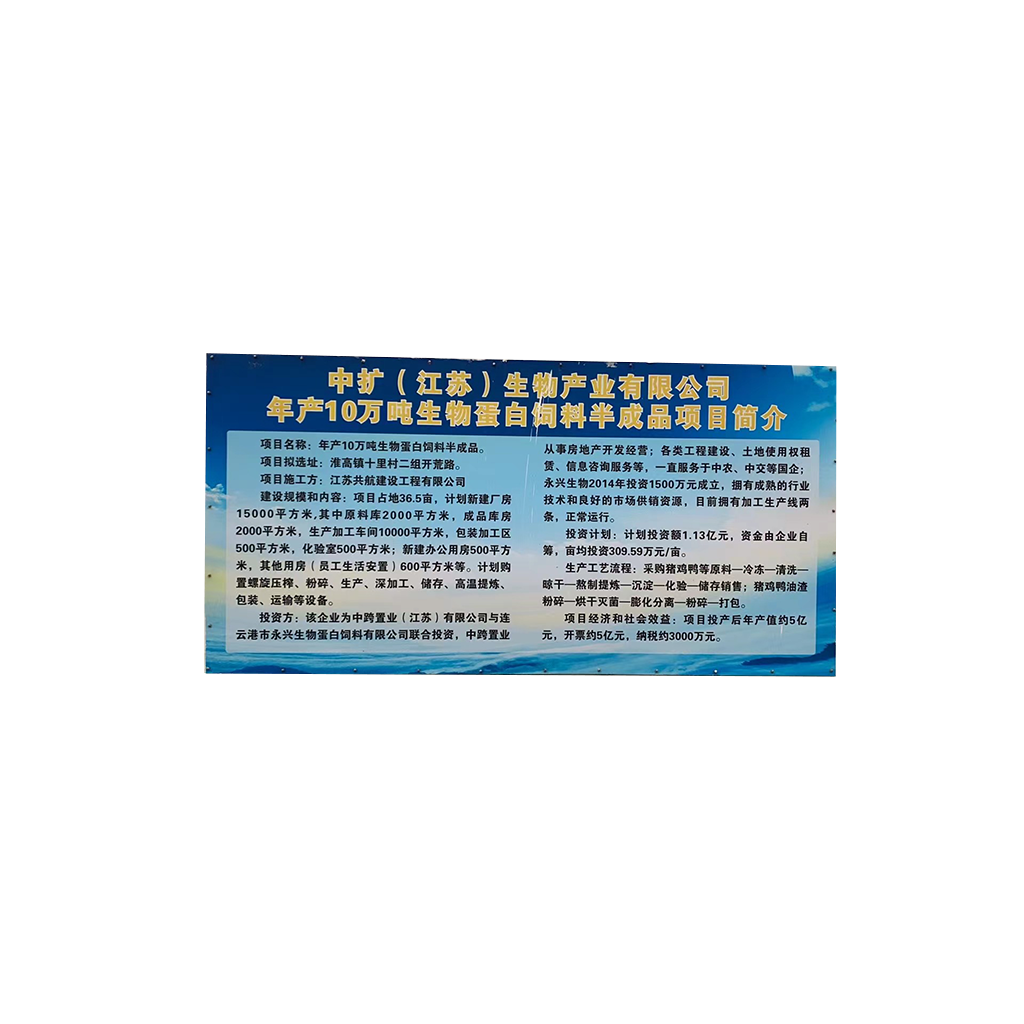 中扩（江苏）生物产业有限公司
年产10万吨生物蛋白饲料半成品项目简介
项目名称：年产10万吨生物蛋白饲料半成品。
项目拟选址：淮高镇十里村二组开荒路。
项目施工方：江苏共航建设工程有限公司
建设规模和内容：项目占地36.5亩，计划新建厂房
15000平方米,其中原料库2000平方米，成品库房
2000平方米，生产加工车间10000平方米，包装加工区
500平方米，化验室500平方米；新建办公用房500平方
米，其他用房（员工生活安置）600平方米等。计划购
置螺旋压榨、粉碎、生产、深加工、储存、高温提炼、
包装、运输等设备。
投资方：该企业为中跨置业（江苏）有限公司与连
云港市永兴生物蛋白饲料有限公司联合投资，中跨置业
从事房地产开发经营；各类工程建设、土地使用权租
赁、信息咨询服务等，一直服务于中农、中交等国企；
永兴生物2014年投资1500万元成立，拥有成熟的行业
技术和良好的市场供销资源，目前拥有加工生产线两
条，正常运行。
投资计划：计划投资额1.13亿元，资金由企业自
筹，亩均投资309.59万元/亩。
生产工艺流程：采购猪鸡鸭等原料—冷冻—清洗—
晾干—熬制提炼—沉淀—化验—储存销售；猪鸡鸭油渣
粉碎—烘干灭菌—膨化分离—粉碎—打包。
项目经济和社会效益：项目投产后年产值约5亿
元，开票约5亿元，纳税约3000万元。